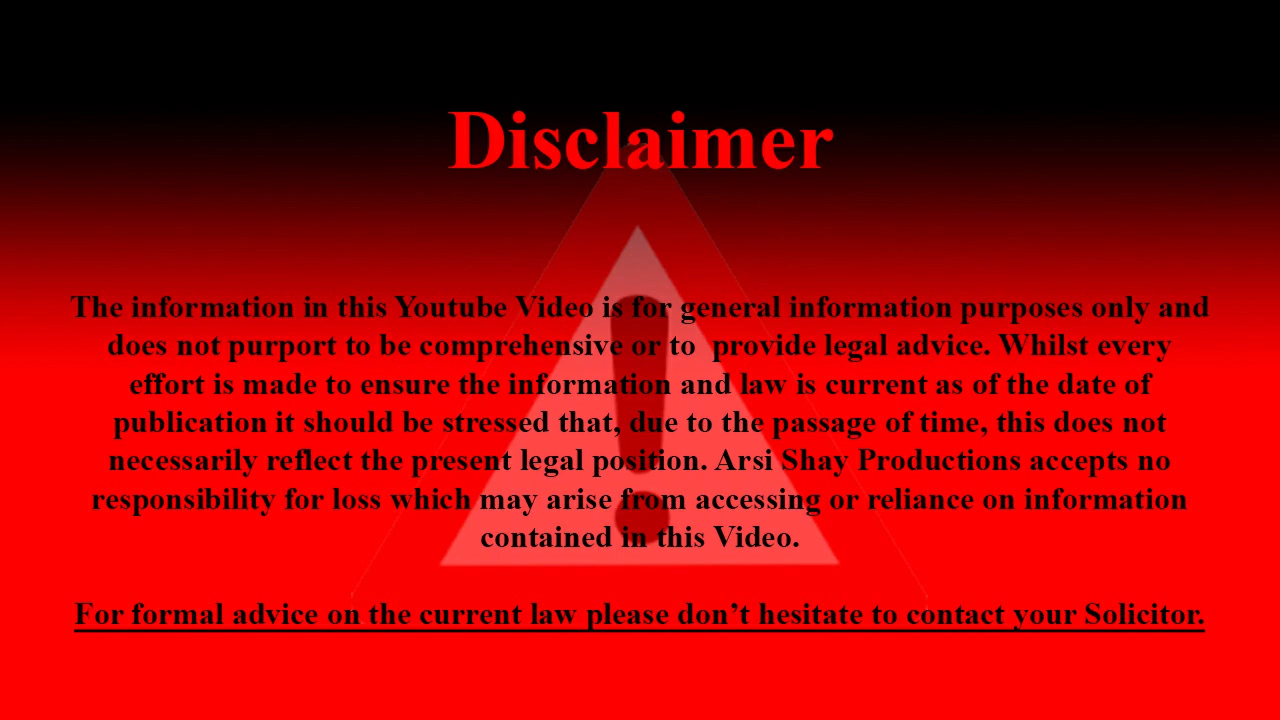 Disclaimer
The information in this Youtube Video is for general information purposes only and
does not purport to be comprehensive or to  provide legal advice. Whilst every
effort is made to ensure the information and law is current as of the date of
publication it should be stressed that, due to the passage of time, this does not
necessarily reflect the present legal position. Arsi Shay Productions accepts no
responsibility for loss which may arise from accessing or reliance on information
contained in this Video.
For formal advice on the current law please don’t hesitate to contact your Solicitor.